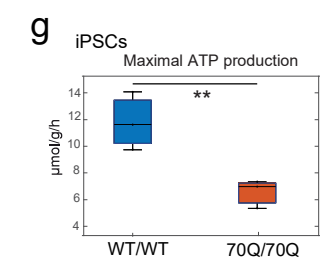 g
iPSCs
Maximal ATP production
**
14
12
10
8
6
4
μmol/g/h
WT/WT 70Q/70Q